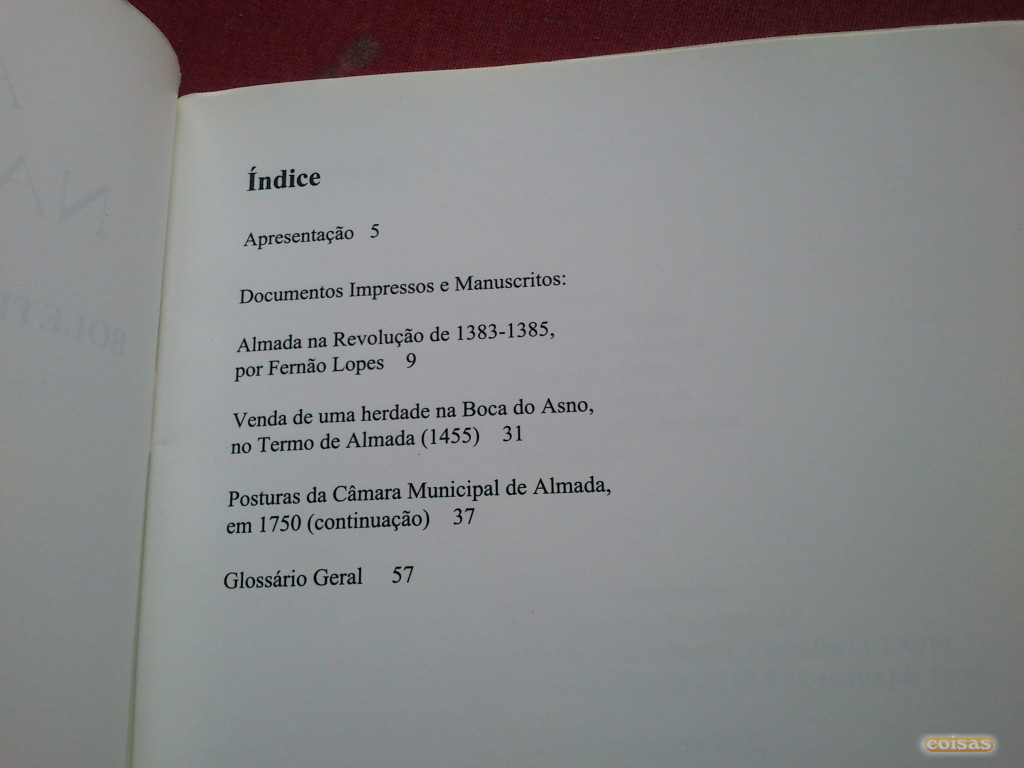 Índice
Apresentação 5
Documentos Impressos e Manuscritos:
Almada na Revolução de 1383-1385,
por Fernão Lopes 9
Venda de uma herdade na Boca do Asno,
no Termo de Almada (1455) 31
Posturas da Câmara Municipal de Almada,
em 1750 (continuação) 37
Glossário Geral 57
coisas